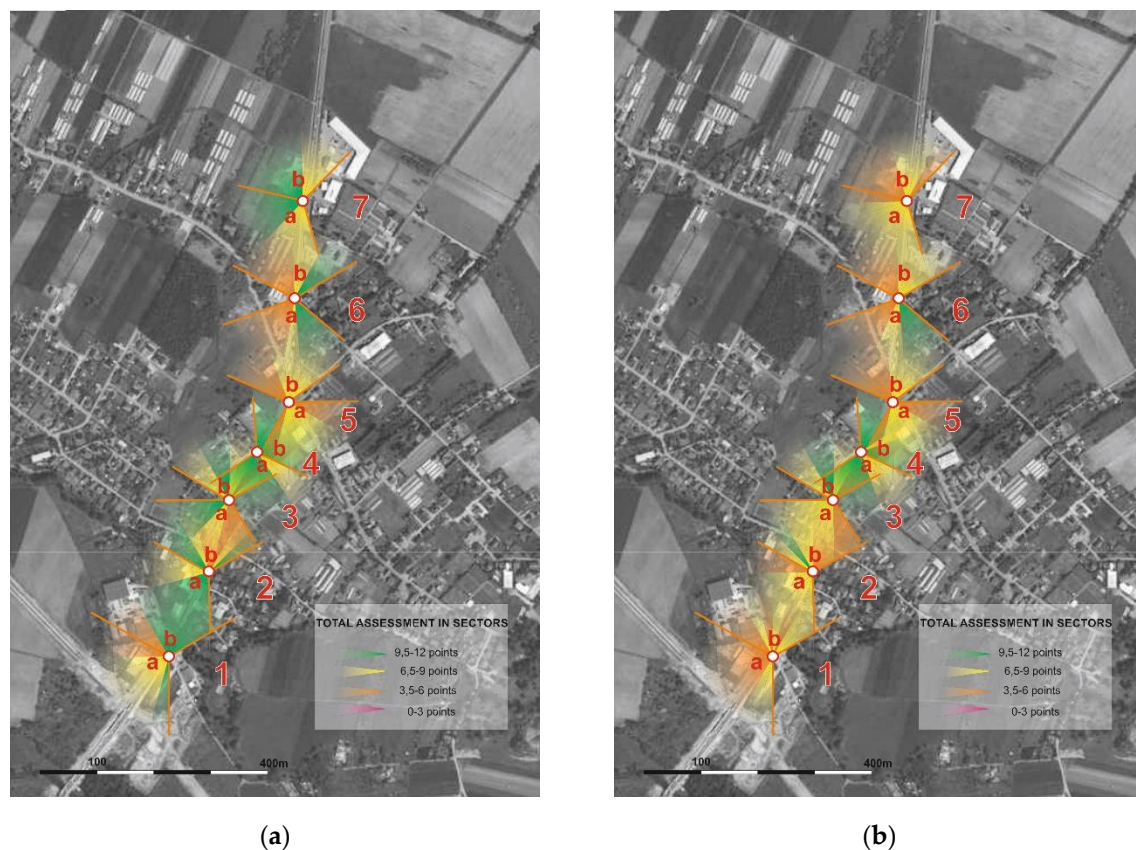 b
a
7
b
6
a
b
a
5
b
a
4
b
a
3
b
a
2
b
a
1
TOTAL ASSESSMENT IN SECTORS
9,5-12 points
6,5-9 points
3,5-6 points
0-3 points
100
400m
(a)
b
a
7
b
6
a
b
a
5
b
a
4
b
a
3
b
a
2
b
a
1
TOTAL ASSESSMENT IN SECTORS
9,5-12 points
6,5-9 points
3,5-6 points
0-3 points
100
400m
(b)